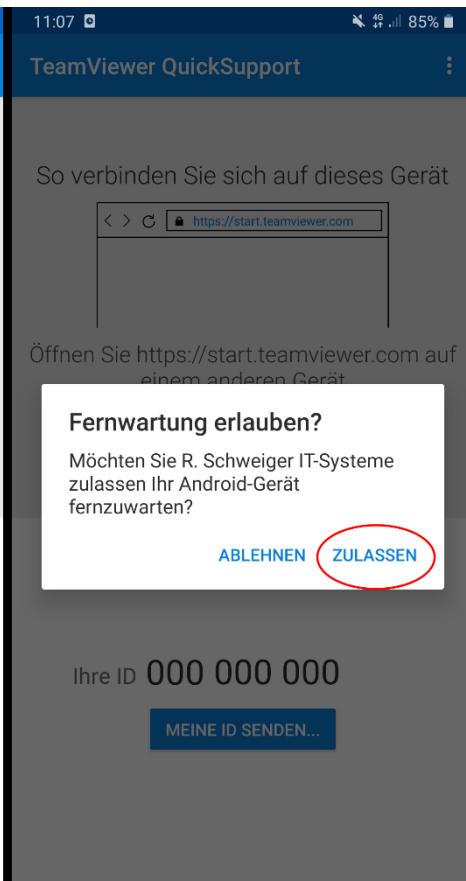 11:07 4G 85%
TeamViewer QuickSupport
So verbinden Sie sich auf dieses Gerät
https://start.teamviewer.com
Öffnen Sie https://start.teamviewer.com auf
einem anderen Gerät
Fernwartung erlauben?
Möchten Sie R. Schweiger IT-Systeme
zulassen Ihr Android-Gerät
fernzuwarten?
ABLEHNEN ZULASSEN
Ihre ID 000 000 000
MEINE ID SENDEN...